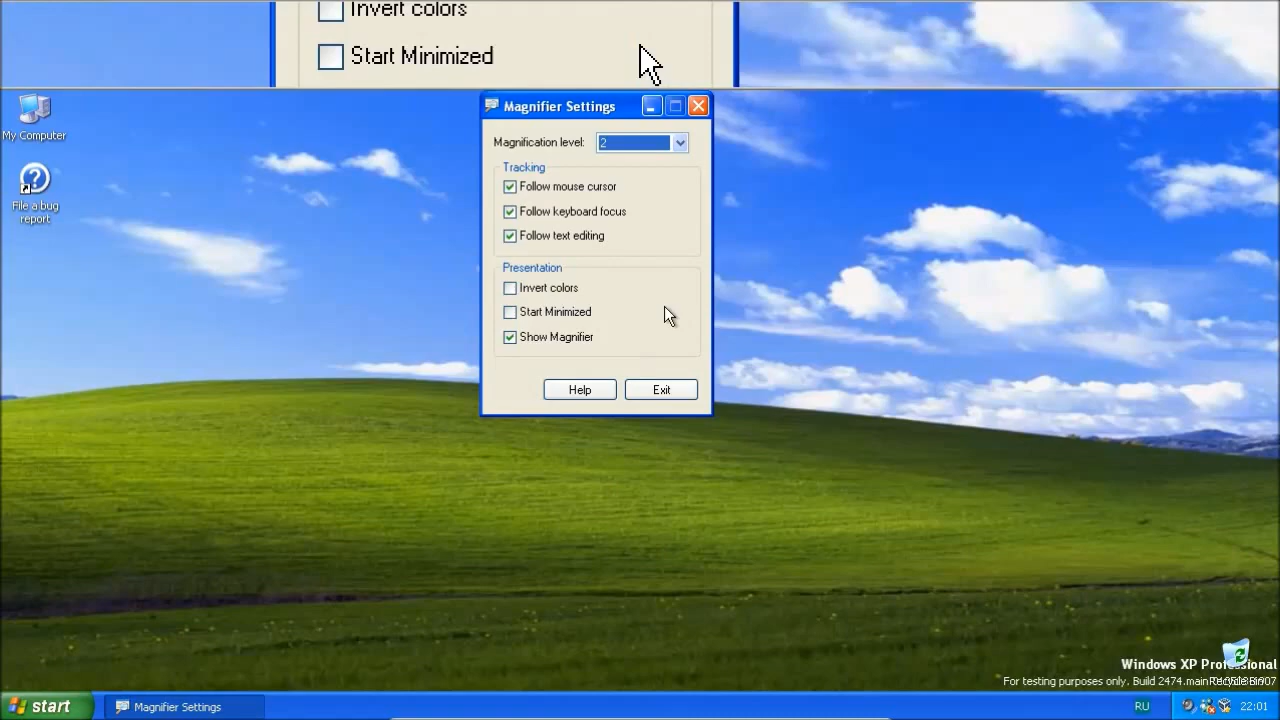 Invert colors
Start Minimized
My Computer
File a bug
report
Magnifier Settings
Magnification level: 2
Tracking
Follow mouse cursor
Follow keyboard focus
Follow text editing
Presentation
Invert colors
Start Minimized
Show Magnifier
Help Exit
Windows XP Professional
For testing purposes only. Build 2474.main
start Magnifier Settings RU 22:01